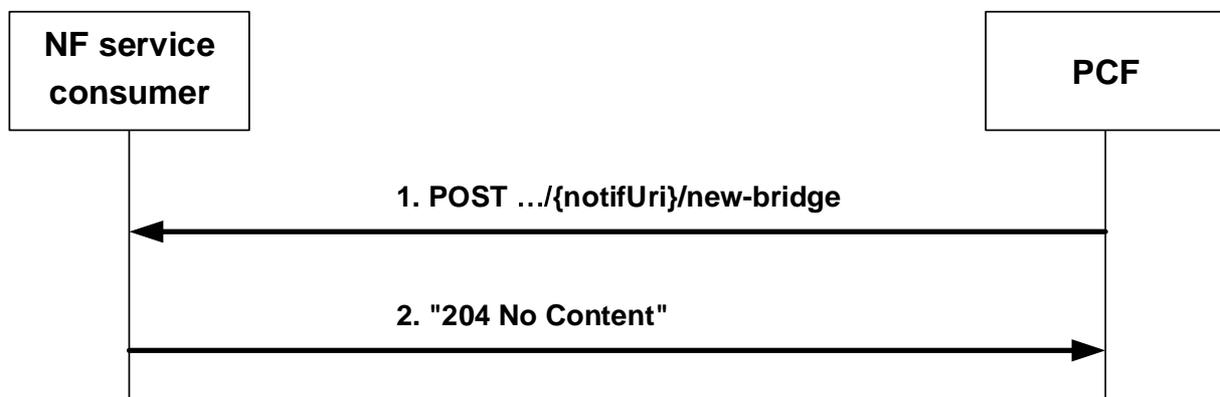 NF service
consumer
PCF
1. POST …/{notifUri}/new-bridge
2. "204 No Content"